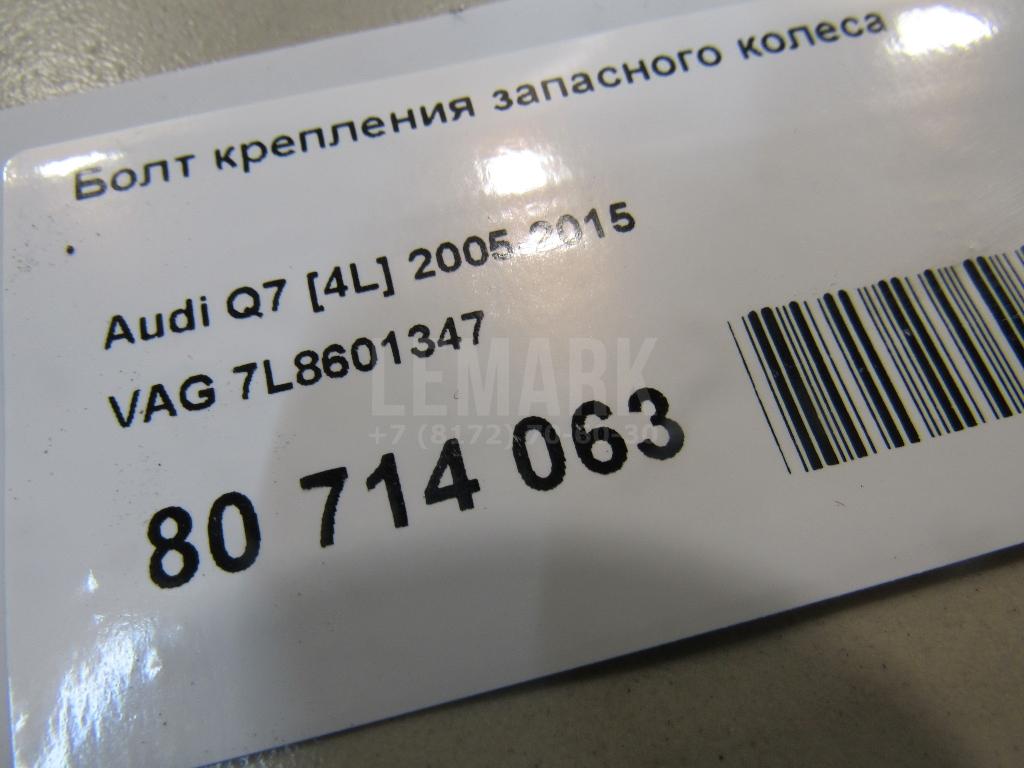 Болт крепления запасного колеса
Audi Q7 [4L] 2005-2015
VAG 7L8601347
LEMARK
80 714 063